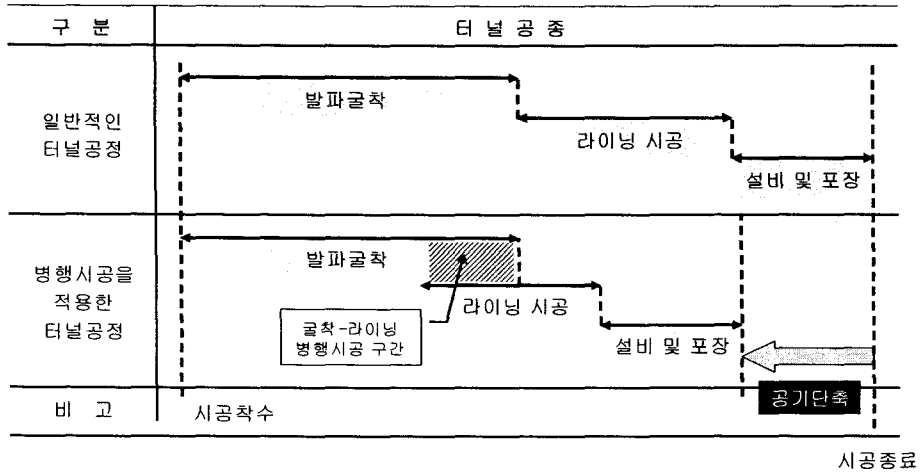 구 분
터 널 공 종
일반적인
터널공정
발파굴착
라이닝 시공
설비 및 포장
병행시공을
적용한
터널공정
발파굴착
라이닝 시공
굴착-라이닝
병행시공 구간
설비 및 포장
비 고
시공착수
공기단축
시공종료